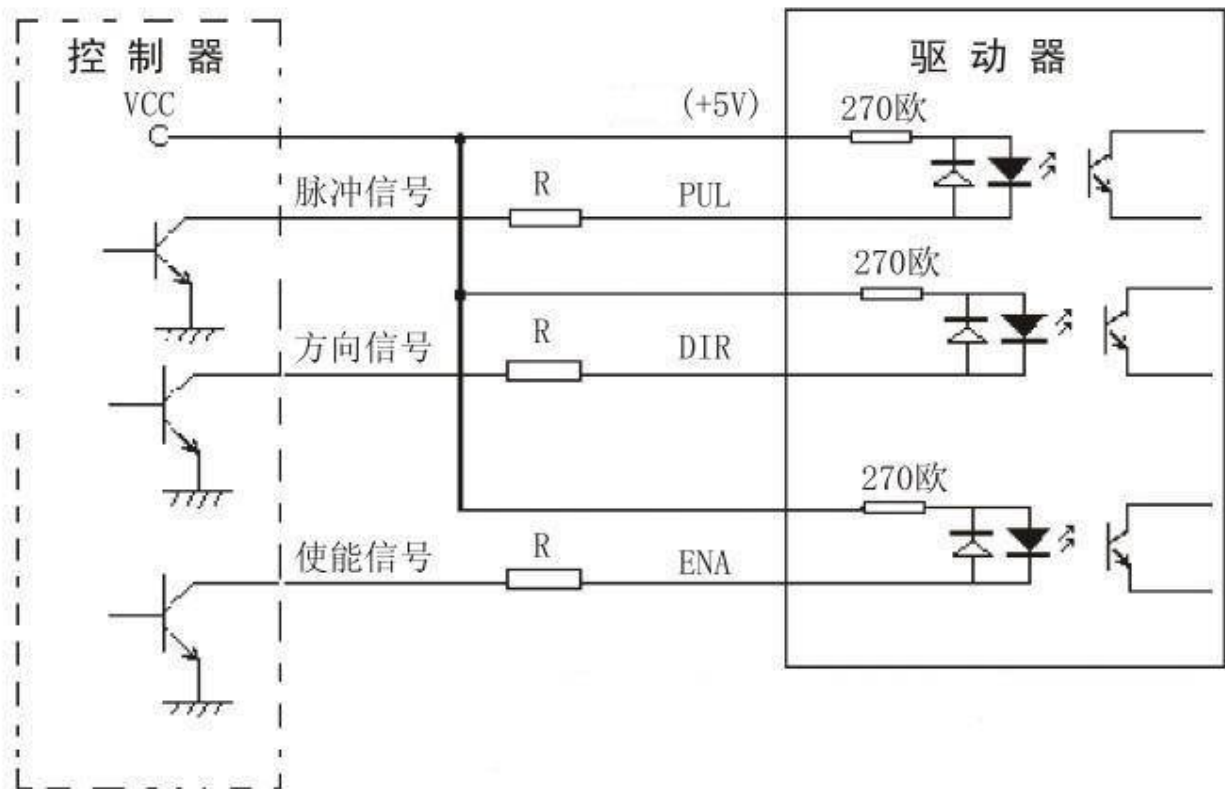 控制器
驱动器
VCC
(+5V)
270欧
脉冲信号
R
PUL
270欧
方向信号
R
DIR
270欧
使能信号
R
ENA